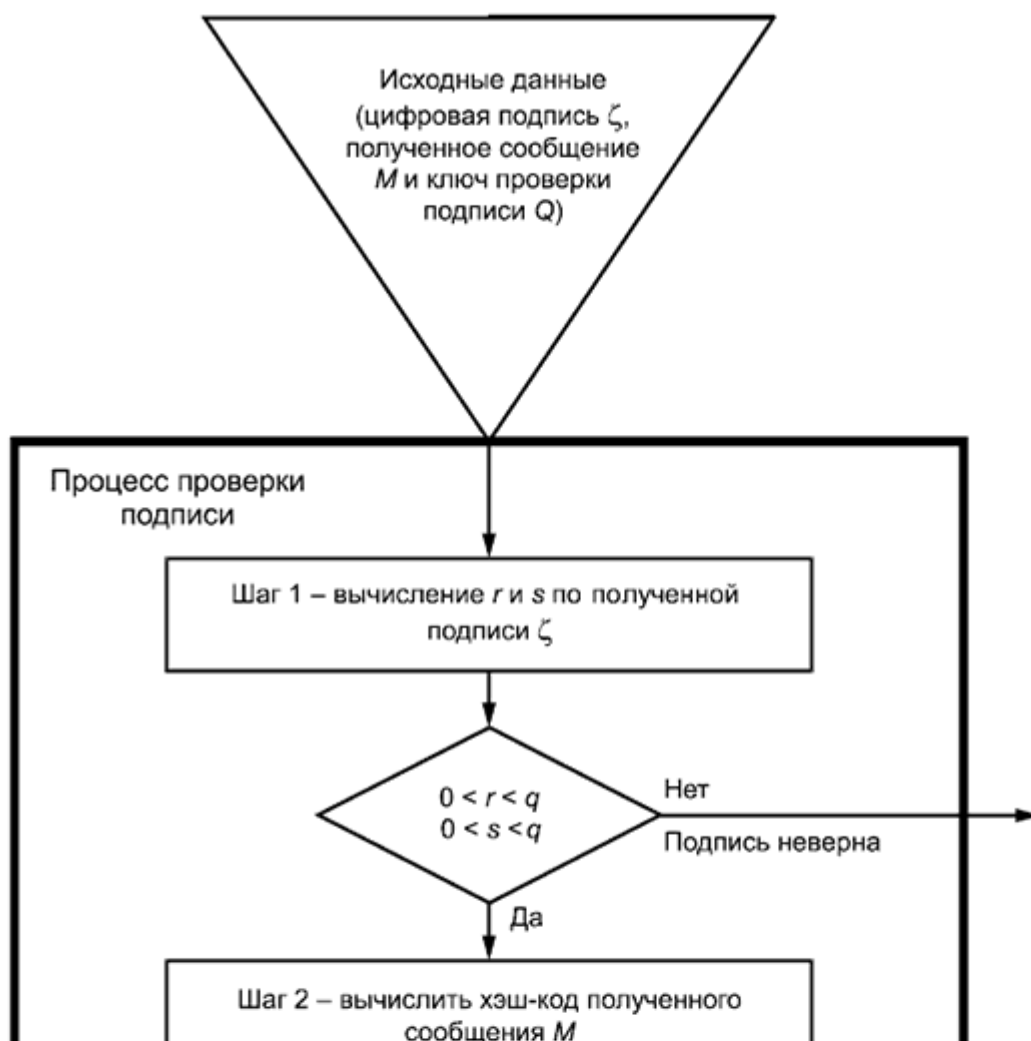 Исходные данные
(цифровая подпись ζ,
полученное сообщение
M и ключ проверки
подписи Q)
Процесс проверки
подписи
Шаг 1 – вычисление r и s по полученной
подписи ζ
0 < r < q
0 < s <q
Нет
Подпись неверна
Да
Шаг 2 – вычислить хэш-код полученного
сообщения M